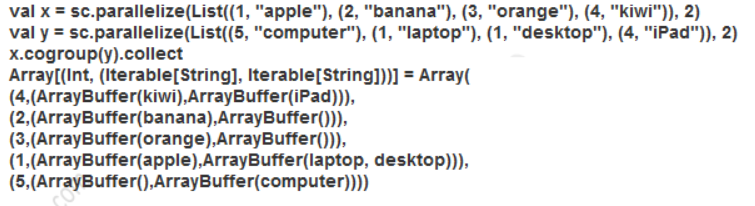 val x = sc.parallelize(List((1, "apple"), (2, "banana"), (3, "orange"), (4, "kiwi")), 2)
val y = sc.parallelize(List((5, "computer"), (1, "laptop"), (1, "desktop"), (4, "iPad")), 2)
x.cogroup(y).collect
Array[(Int, (Iterable[String], Iterable[String]))] = Array(
(4,(ArrayBuffer(kiwi),ArrayBuffer(iPad))),
(2,(ArrayBuffer(banana),ArrayBuffer())),
(3,(ArrayBuffer(orange),ArrayBuffer())),
(1,(ArrayBuffer(apple),ArrayBuffer(laptop, desktop))),
(5,(ArrayBuffer(),ArrayBuffer(computer))))